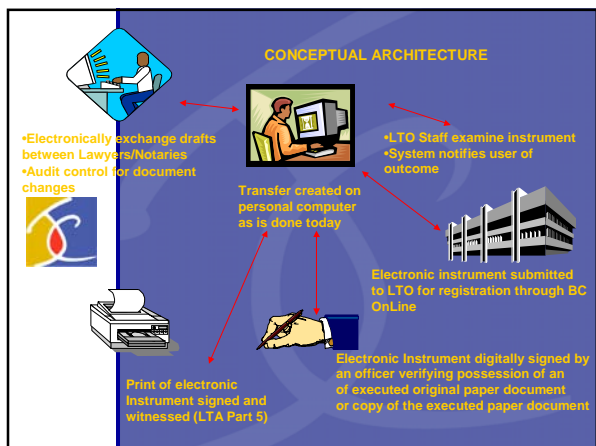 CONCEPTUAL ARCHITECTURE
•Electronically exchange drafts
between Lawyers/Notaries
•Audit control for document
changes
Transfer created on
personal computer
as is done today
•LTO Staff examine instrument
•System notifies user of
outcome
Electronic instrument submitted
to LTO for registration through BC
OnLine
Print of electronic
Instrument signed and
witnessed (LTA Part 5)
Electronic Instrument digitally signed by
an officer verifying possession of an
of executed original paper document
or copy of the executed paper document